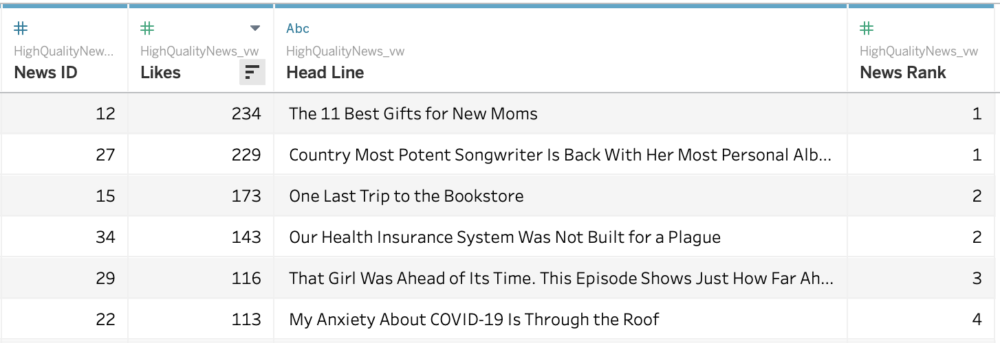 # # Abc #
HighQualityNew... HighQualityNews_vw HighQualityNews_vw HighQualityNews_vw
News ID Likes Head Line News Rank
12 234 The 11 Best Gifts for New Moms 1
27 229 Country Most Potent Songwriter Is Back With Her Most Personal Alb... 1
15 173 One Last Trip to the Bookstore 2
34 143 Our Health Insurance System Was Not Built for a Plague 2
29 116 That Girl Was Ahead of Its Time. This Episode Shows Just How Far Ah... 3
22 113 My Anxiety About COVID-19 Is Through the Roof 4